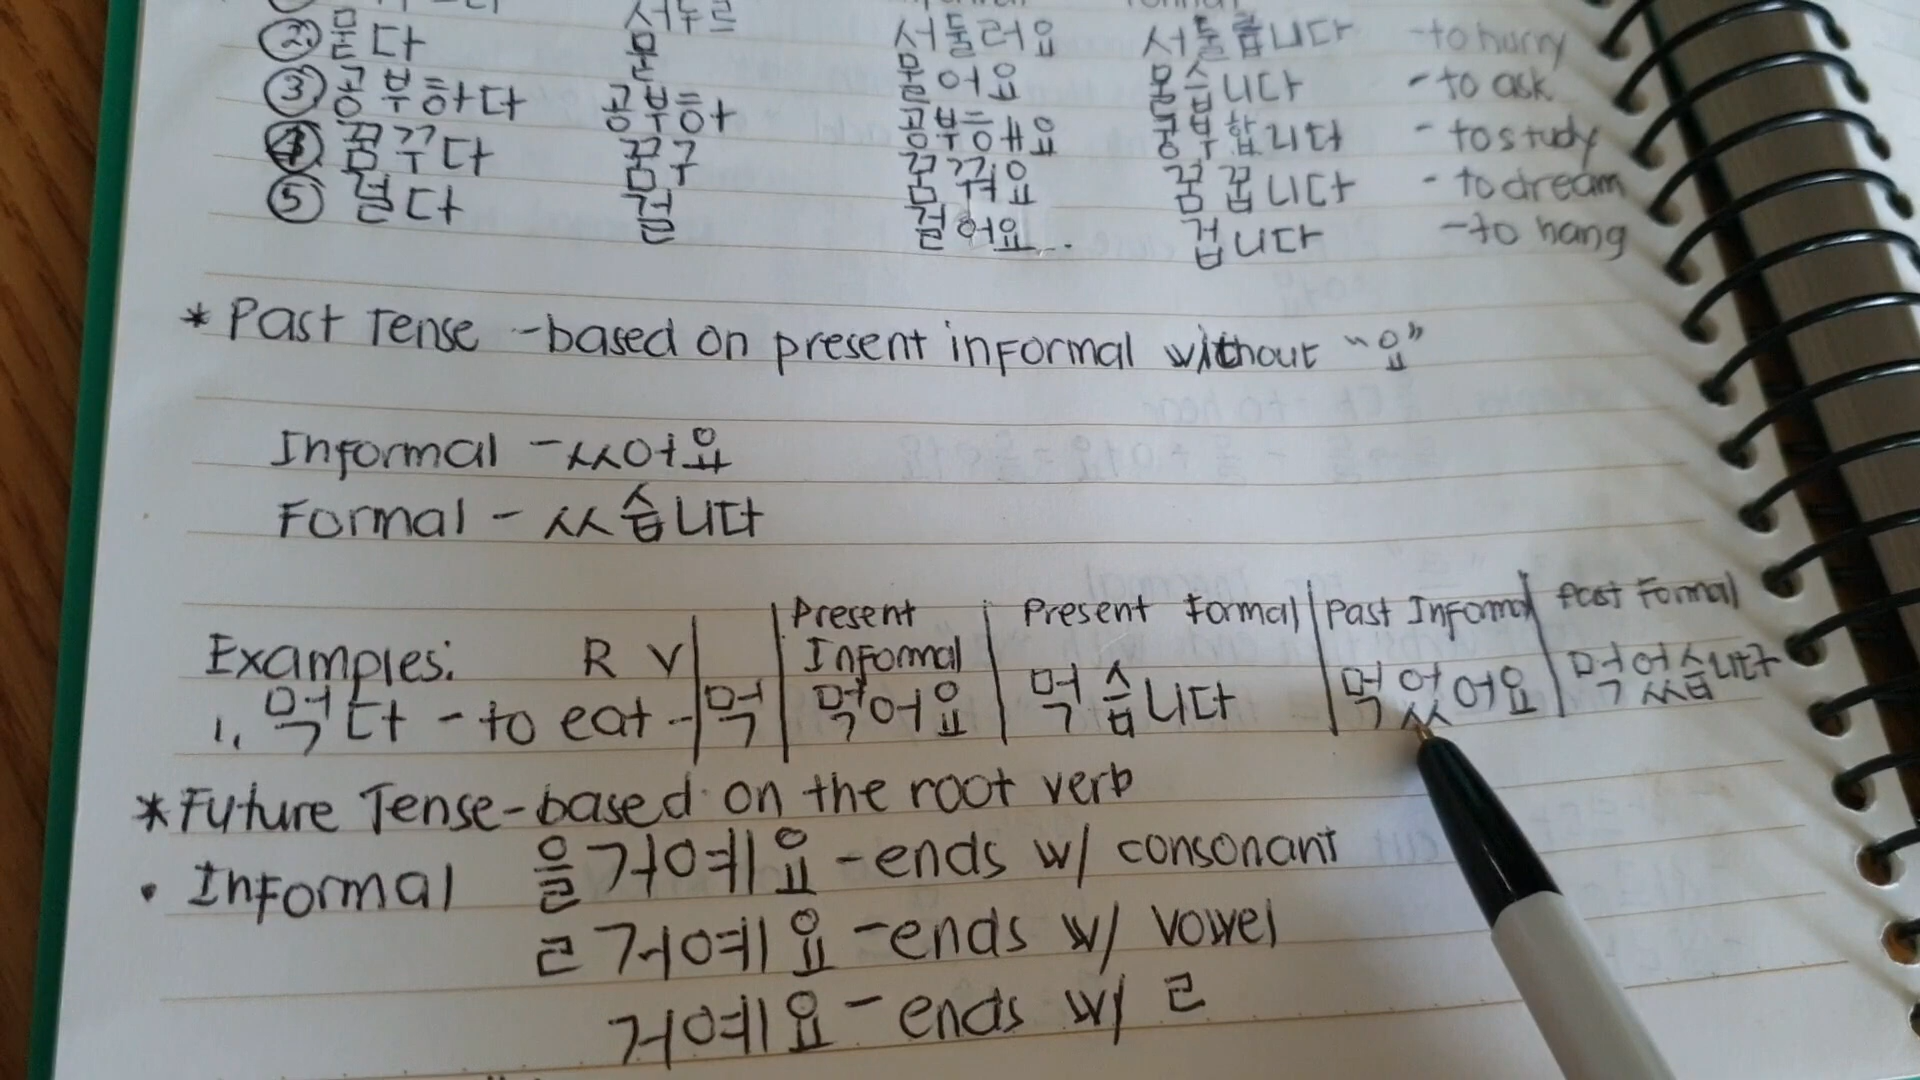 서두르 서둘러요 서둘릅니다 -to hurry
② 묻다 묻 물어요 묻습니다 - to ask
③ 공부하다 공부하 공부해요 공부합니다 - to study
④ 꿈꾸다 꿈꾸 꿈꿔요 꿈꿉니다 - to dream
⑤ 걸다 걸 걸어요 겁니다 -to hang
* Past Tense -based on present informal without "요"
Informal -ㅆ어요
Formal - ㅆ습니다
Examples: R V | Present Informal | Present Formal | Past Informal | Past Formal
1. 먹다 - to eat - 먹 | 먹어요 | 먹습니다 | 먹었어요 | 먹었습니다
* Future Tense-based on the root verb
• Informal 을거예요 -ends w/ consonant
ㄹ거예요 -ends w/ vowel
거예요 - ends w/ ㄹ